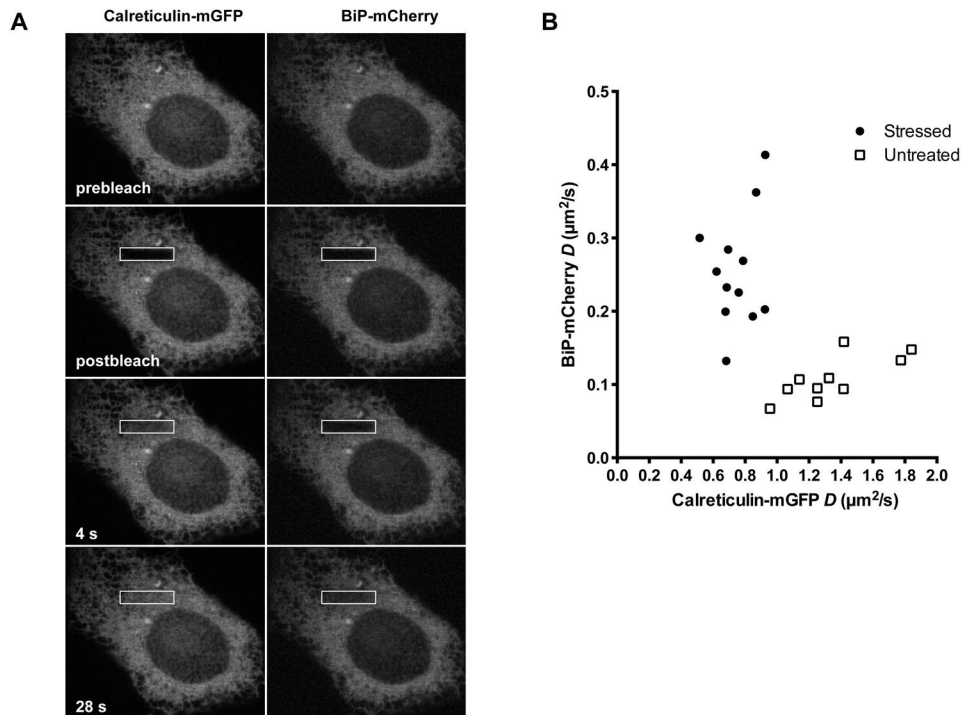 A
Calreticulin-mGFP
BiP-mCherry
prebleach
postbleach
4 s
28 s
B
BiP-mCherry D (µm²/s)
0.5
0.4
0.3
0.2
0.1
0.0
Stressed
Untreated
0.0 0.2 0.4 0.6 0.8 1.0 1.2 1.4 1.6 1.8 2.0
Calreticulin-mGFP D (µm²/s)